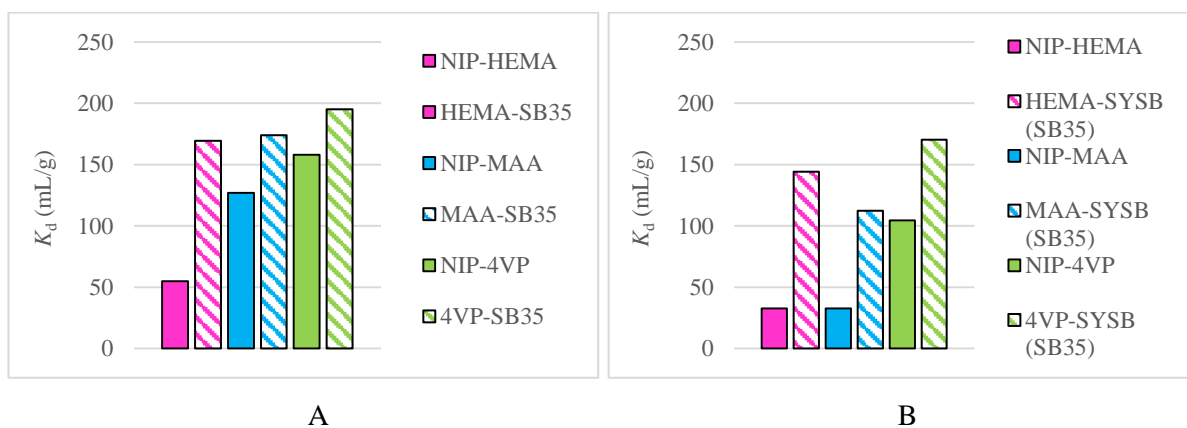 250
200
150
100
50
0
Kd (mL/g)
NIP-HEMA
HEMA-SB35
NIP-MAA
MAA-SB35
NIP-4VP
4VP-SB35
A
250
200
150
100
50
0
Kd (mL/g)
NIP-HEMA
HEMA-SYSB
(SB35)
NIP-MAA
MAA-SYSB
(SB35)
NIP-4VP
4VP-SYSB
(SB35)
B